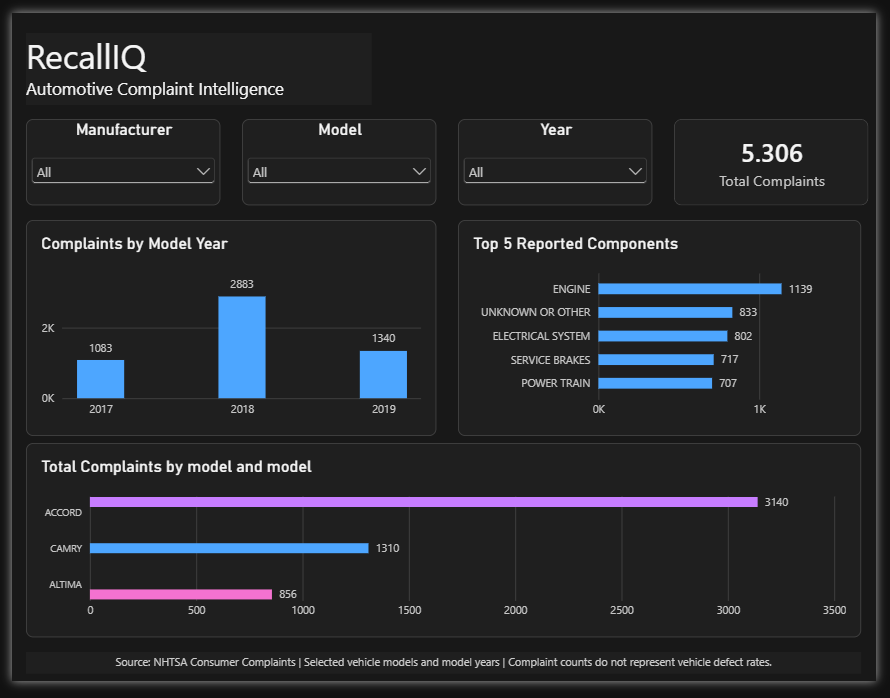 RecallIQ
Automotive Complaint Intelligence
Manufacturer
All
Model
All
Year
All
5.306
Total Complaints
Complaints by Model Year
2K
0K
1083
2883
1340
2017
2018
2019
Top 5 Reported Components
ENGINE 1139
UNKNOWN OR OTHER 833
ELECTRICAL SYSTEM 802
SERVICE BRAKES 717
POWER TRAIN 707
0K 1K
Total Complaints by model and model
ACCORD 3140
CAMRY 1310
ALTIMA 856
0 500 1000 1500 2000 2500 3000 3500
Source: NHTSA Consumer Complaints | Selected vehicle models and model years | Complaint counts do not represent vehicle defect rates.